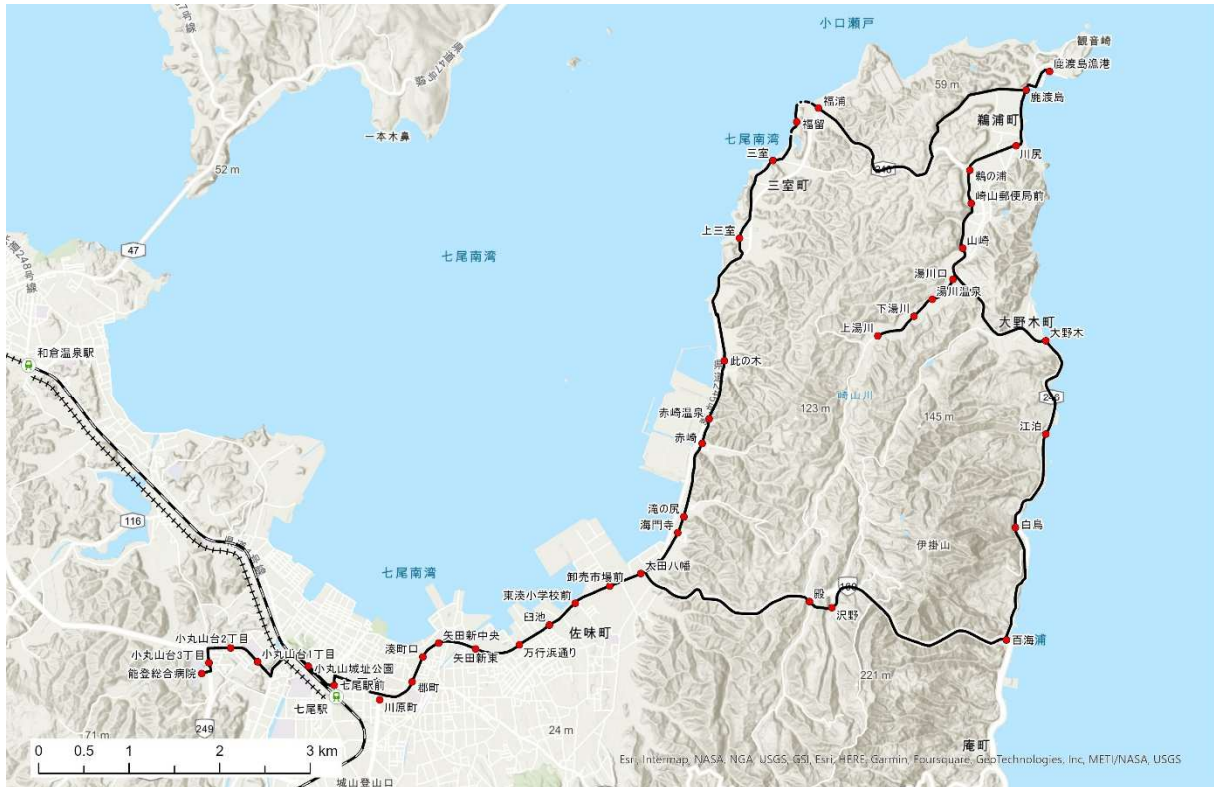 小口瀬戸
観音崎
鹿渡島漁港
59 m
鹿渡島
福浦
鵜浦町
福留
七尾南湾
一本木鼻
川尻
三室
246
鵜の浦
52 m
三室町
崎山郵便局前
上三室
山崎
47
七尾南湾
湯川口
湯川温泉
下湯川
大野木町
上湯川
大野木
和倉温泉駅
此の木
崎山川
246
赤崎温泉
123 m
145 m
赤崎
江泊
滝の尻
116
海門寺
白鳥
伊掛山
七尾南湾
卸売市場前
太田八幡
東湊小学校前
殿
沢野
臼池
小丸山台2丁目
矢田新中央
佐味町
百海浦
小丸山台3丁目
小丸山台1丁目
湊町口
矢田新東
万行浜通り
能登総合病院
小丸山城址公園
七尾駅前
郡町
221 m
七尾駅
川原町
249
71 m
24 m
庵町
0 0.5 1 2 3 km
城山登山口
Esri, Intermap, NASA, NGA, USGS, GSI, Esri, HERE, Garmin, Foursquare, GeoTechnologies, Inc, METI/NASA, USGS